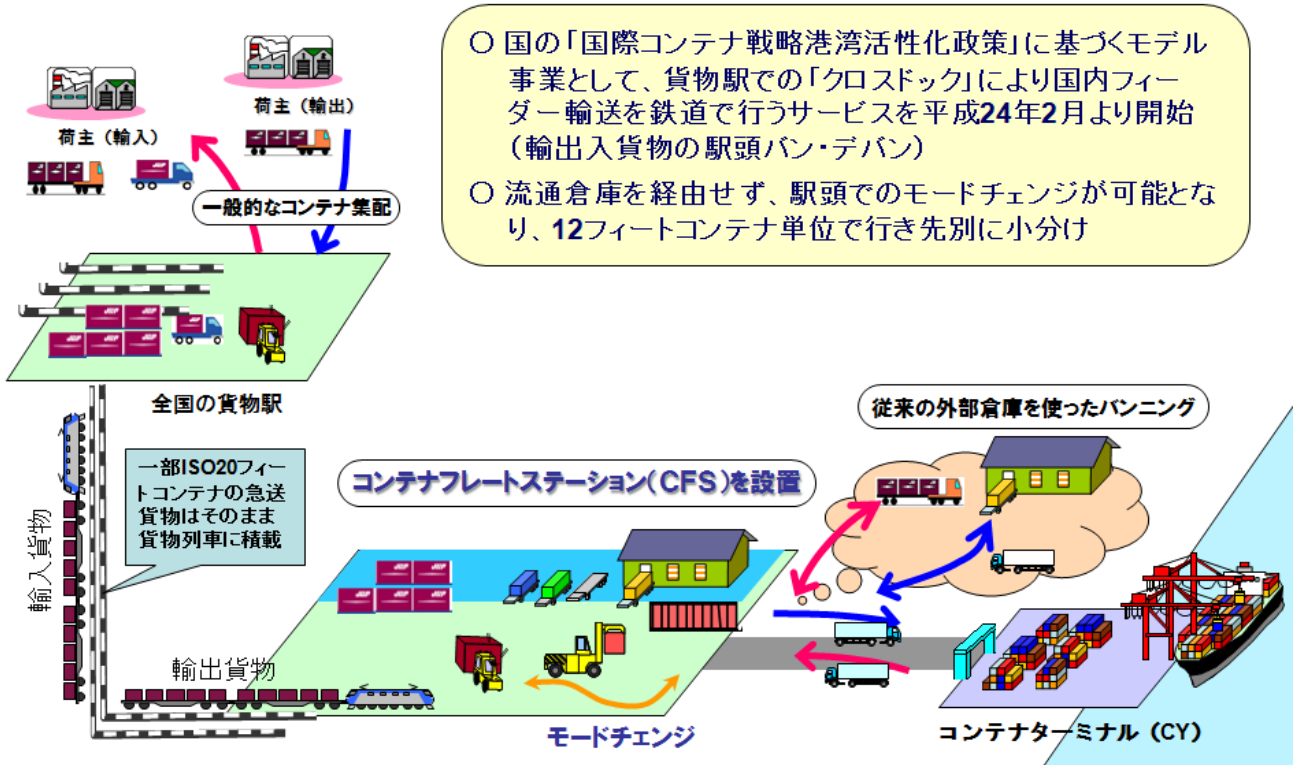 ○ 国の「国際コンテナ戦略港湾活性化政策」に基づくモデル
事業として、貨物駅での「クロスドック」により国内フィー
ダー輸送を鉄道で行うサービスを平成24年2月より開始
（輸出入貨物の駅頭バン・デバン）
○ 流通倉庫を経由せず、駅頭でのモードチェンジが可能とな
り、12フィートコンテナ単位で行き先別に小分け
荷主（輸出）
荷主（輸入）
一般的なコンテナ集配
全国の貨物駅
従来の外部倉庫を使ったバンニング
一部ISO20フィー
トコンテナの急送
貨物はそのまま
貨物列車に積載
コンテナフレートステーション（CFS）を設置
輸入貨物
輸出貨物
モードチェンジ
コンテナターミナル（CY）